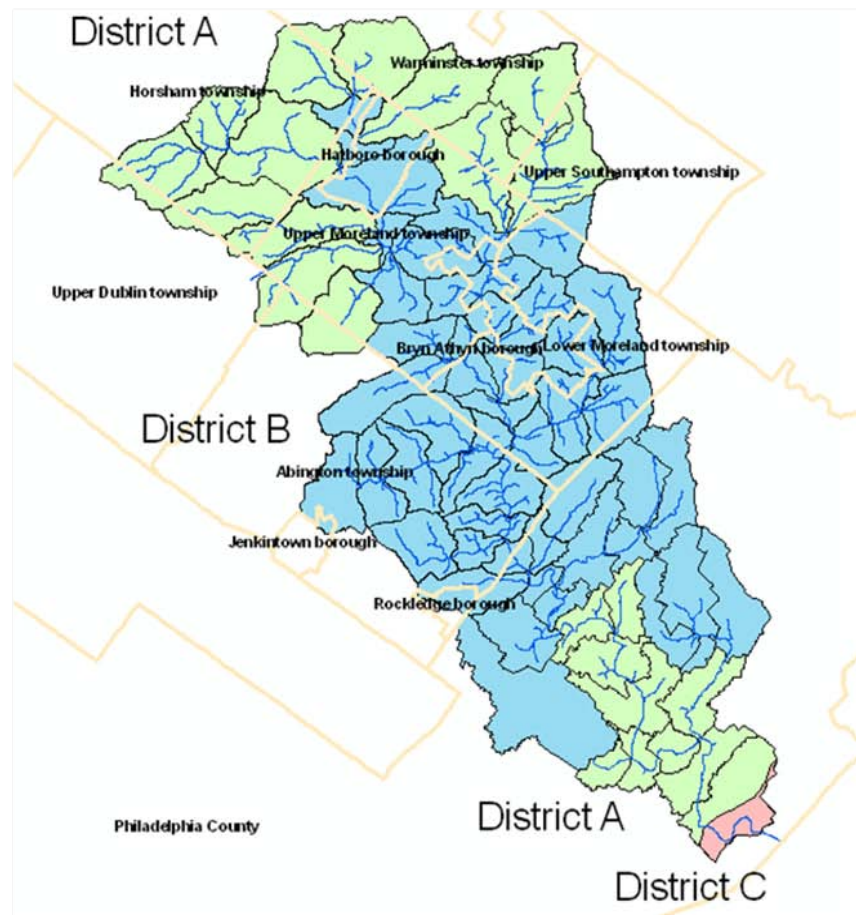 District A
Warminster township
Horsham township
Hatboro borough
Upper Southampton township
Upper Moreland township
Upper Dublin township
Bryn Athyn borough
Lower Moreland township
District B
Abington township
Jenkintown borough
Rockledge borough
District A
Philadelphia County
District C